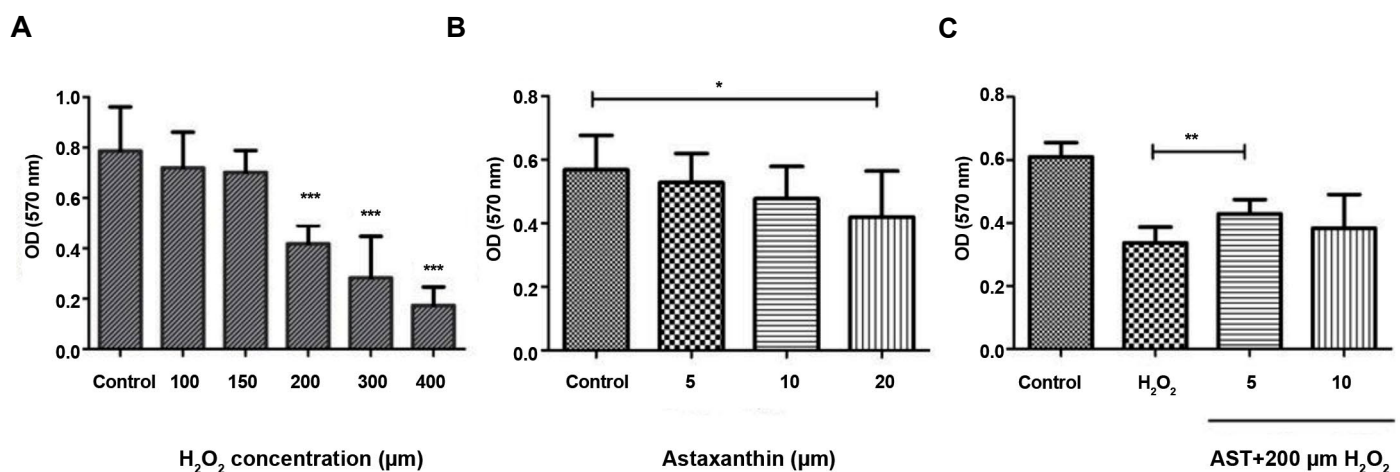 A
B
C
OD (570 nm)
1.0
0.8
0.6
0.4
0.2
0.0
***
***
***
Control 100 150 200 300 400
H₂O₂ concentration (µm)
OD (570 nm)
0.8
0.6
0.4
0.2
0.0
*
Control 5 10 20
Astaxanthin (µm)
OD (570 nm)
0.8
0.6
0.4
0.2
0.0
**
Control H₂O₂ 5 10
AST+200 µm H₂O₂